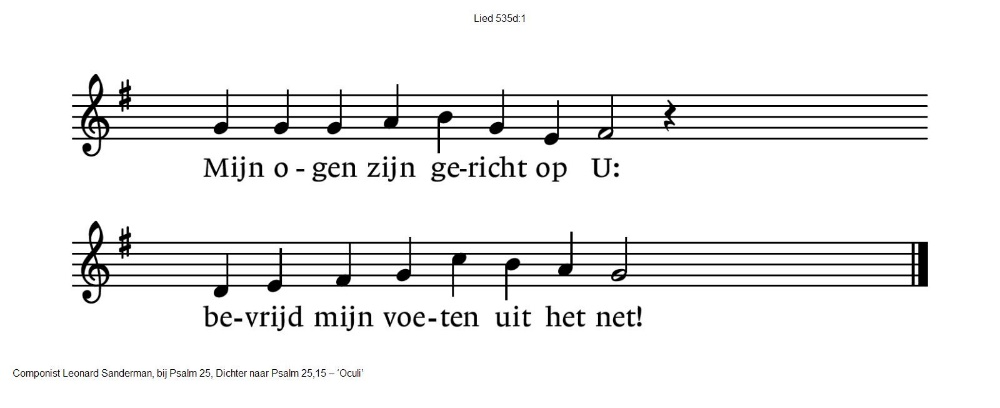 Lied 535d:1
Mijn o - gen zijn ge-richt op U:
be-vrijd mijn voe-ten uit het net!
Componist Leonard Sanderman, bij Psalm 25, Dichter naar Psalm 25,15 – ‘Oculi’